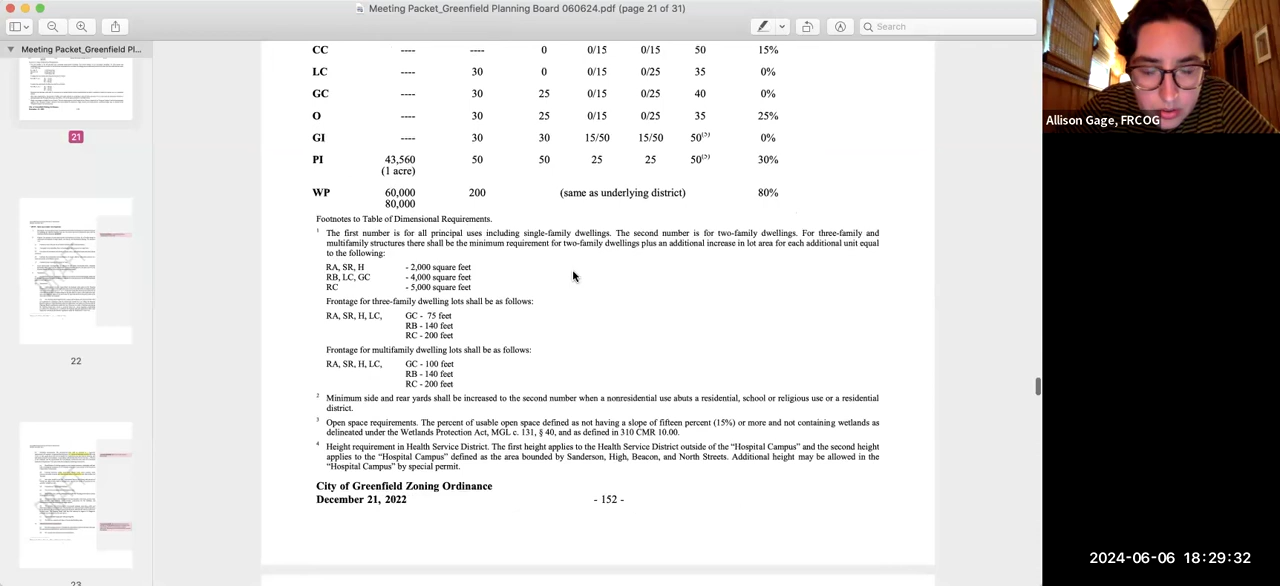 Meeting Packet_Greenfield Planning Board 060624.pdf (page 21 of 31)
Search
Meeting Packet_Greenfield Pl...
21
22
23
CC ---- ---- 0 0/15 0/15 50 15%
LC ---- 30 0 0/15 0/25 35 0%
GC ---- 30 25 0/15 0/25 40 0%
O ---- 30 25 0/15 0/25 35 25%
GI ---- 30 30 15/50 15/50 50(5) 0%
PI 43,560 50 50 25 25 50(5) 30%
(1 acre)
WP 60,000 200 (same as underlying district) 80%
80,000
Footnotes to Table of Dimensional Requirements.
1 The first number is for all principal uses including single-family dwellings. The second number is for two-family dwellings. For three-family and
multifamily structures there shall be the minimum requirement for two-family dwellings plus an additional increase in lot area for each additional unit equal
to the following:
RA, SR, H - 2,000 square feet
RB, LC, GC - 4,000 square feet
RC - 5,000 square feet
Frontage for three-family dwelling lots shall be as follows:
RA, SR, H, LC, GC - 75 feet
RB - 140 feet
RC - 200 feet
Frontage for multifamily dwelling lots shall be as follows:
RA, SR, H, LC, GC - 100 feet
RB - 140 feet
RC - 200 feet
2 Minimum side and rear yards shall be increased to the second number when a nonresidential use abuts a residential, school or religious use or a residential
district.
3 Open space requirements. The percent of usable open space defined as not having a slope of fifteen percent (15%) or more and not containing wetlands as
delineated under the Wetlands Protection Act, MGL c. 131, § 40, and as defined in 310 CMR 10.00.
4 Height requirement in Health Service District. The first height applies to the Health Service District outside of the “Hospital Campus” and the second height
applies to the “Hospital Campus” defined as the area bounded by Sanderson, High, Beacon, and North Streets. Additional height may be allowed in the
“Hospital Campus” by special permit.
City of Greenfield Zoning Ordinance
December 21, 2022 - 152 -
Allison Gage, FRCOG
2024-06-06 18:29:32